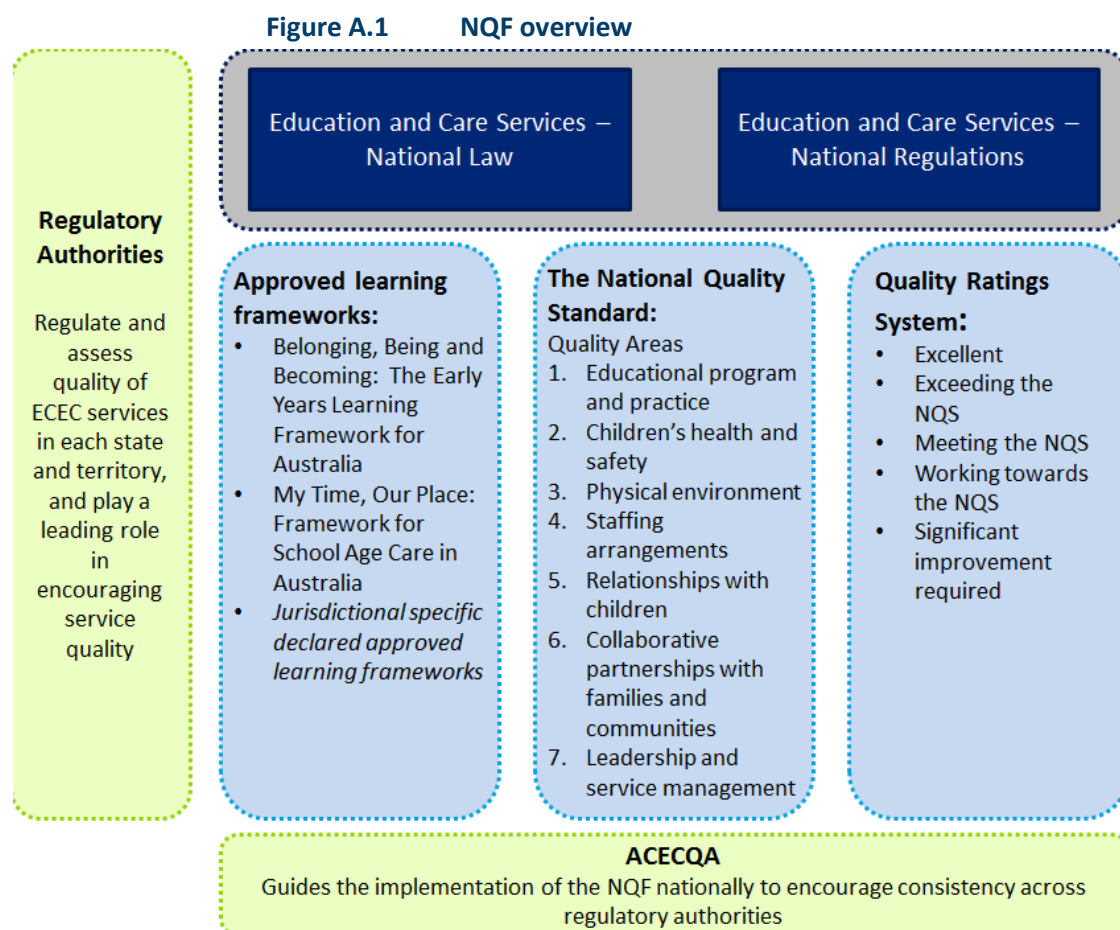 Figure A.1 NQF overview
Regulatory
Authorities
Regulate and
assess
quality of
ECEC services
in each state
and territory,
and play a
leading role
in
encouraging
service
quality
Education and Care Services –
National Law
Education and Care Services –
National Regulations
Approved learning
frameworks:
• Belonging, Being and
Becoming: The Early
Years Learning
Framework for
Australia
• My Time, Our Place:
Framework for
School Age Care in
Australia
• Jurisdictional specific
declared approved
learning frameworks
The National Quality
Standard:
Quality Areas
1. Educational program
and practice
2. Children's health and
safety
3. Physical environment
4. Staffing
arrangements
5. Relationships with
children
6. Collaborative
partnerships with
families and
communities
7. Leadership and
service management
Quality Ratings
System:
• Excellent
• Exceeding the
NQS
• Meeting the NQS
• Working towards
the NQS
• Significant
improvement
required
ACECQA
Guides the implementation of the NQF nationally to encourage consistency across
regulatory authorities